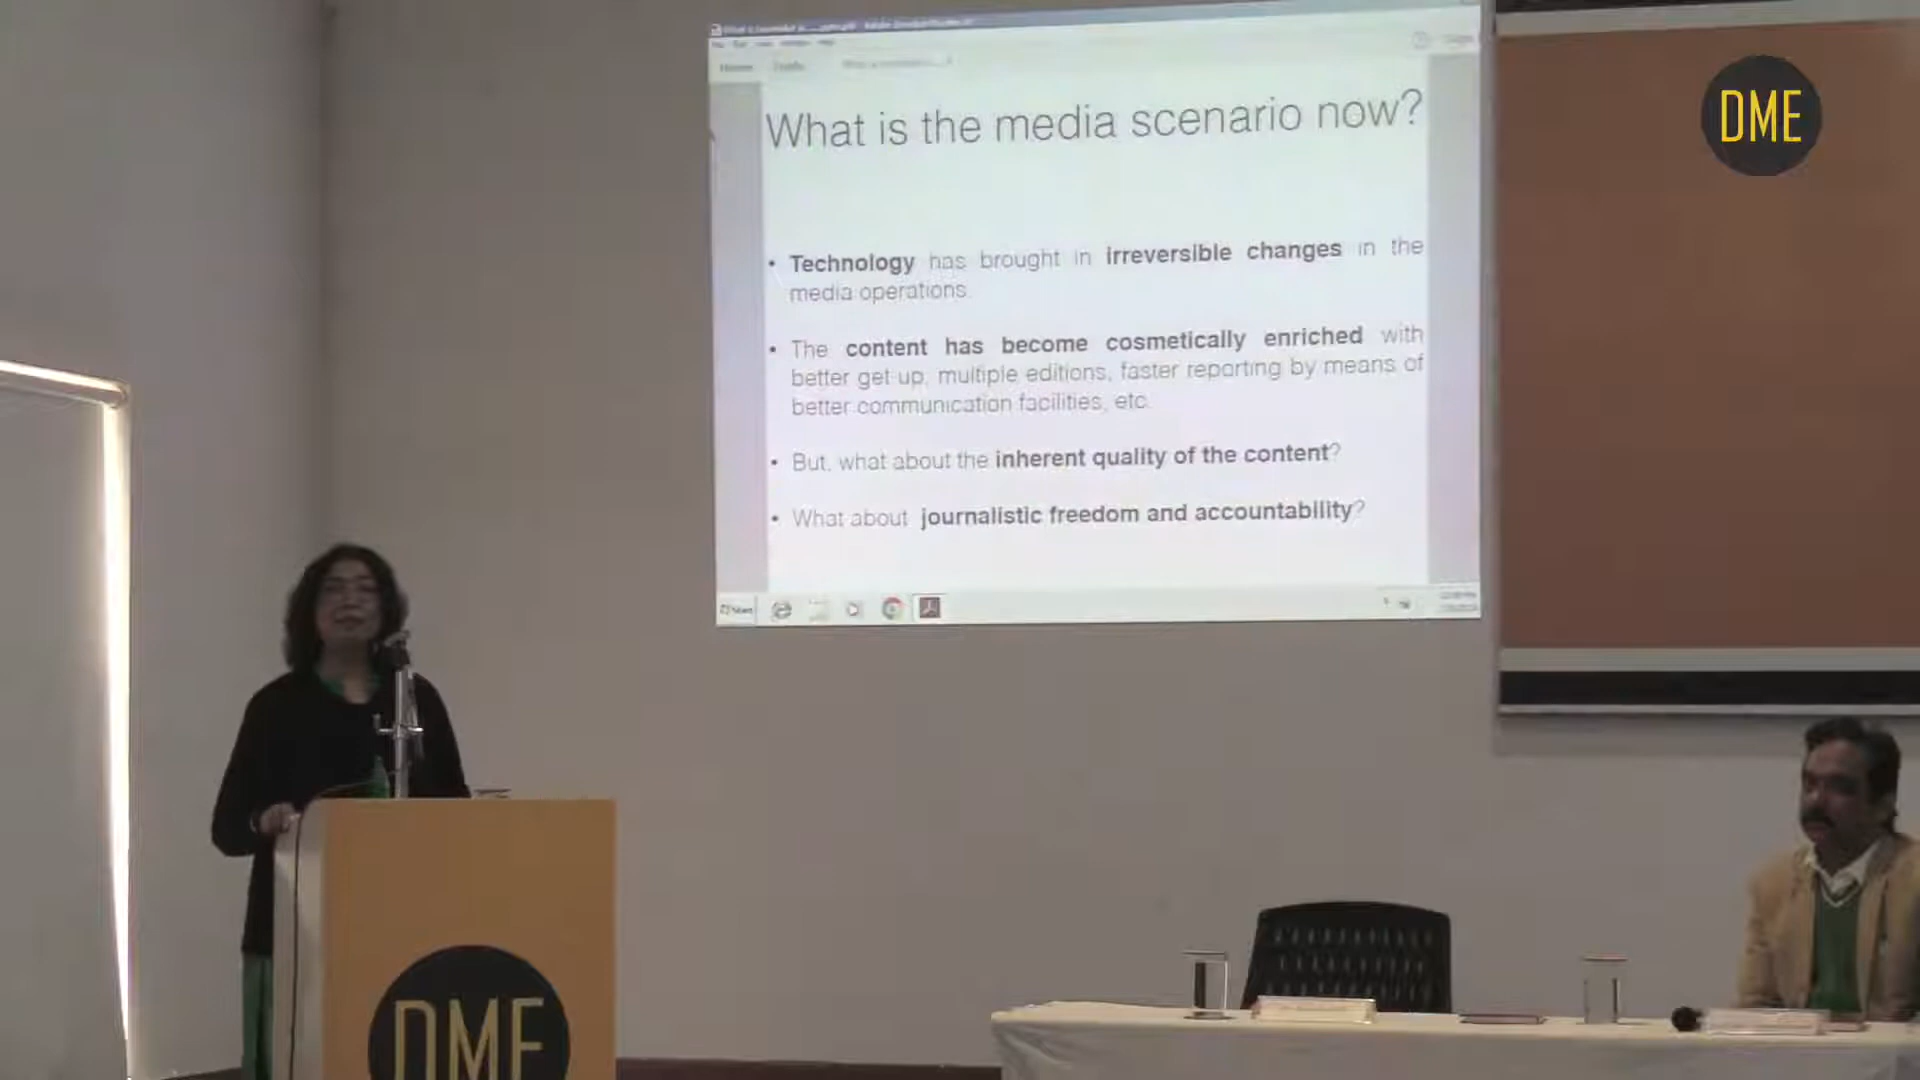 What is the media scenario now?
• Technology has brought in irreversible changes in the
media operations.
• The content has become cosmetically enriched with
better get up, multiple editions, faster reporting by means of
better communication facilities, etc.
• But, what about the inherent quality of the content?
• What about journalistic freedom and accountability?
Start
DME
DME